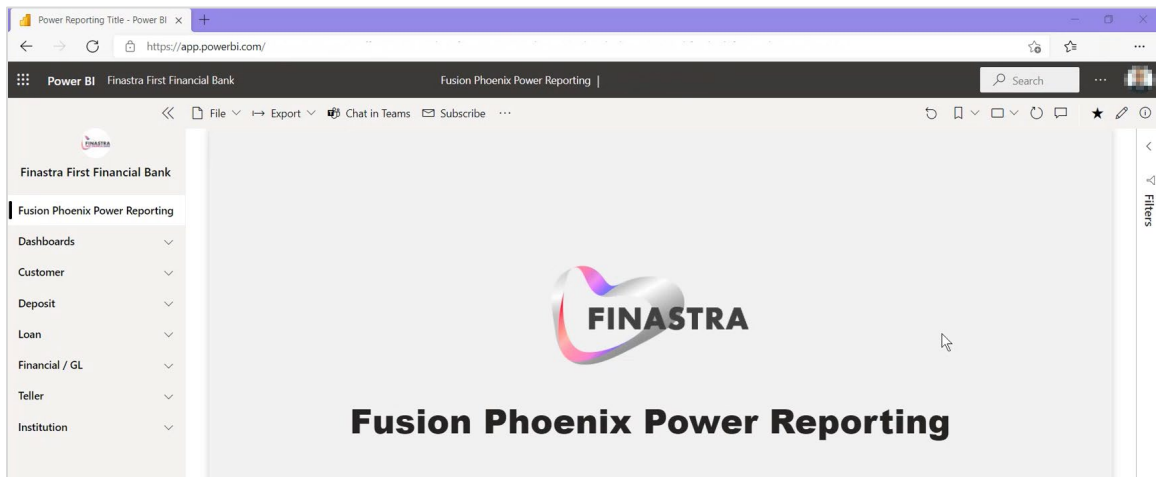 Power Reporting Title - Power BI
https://app.powerbi.com/
Power BI Finastra First Financial Bank Fusion Phoenix Power Reporting | Search
File Export Chat in Teams Subscribe
FINASTRA
Finastra First Financial Bank
Fusion Phoenix Power Reporting
Dashboards
Customer
Deposit
Loan
Financial / GL
Teller
Institution
FINASTRA
Fusion Phoenix Power Reporting
Filters